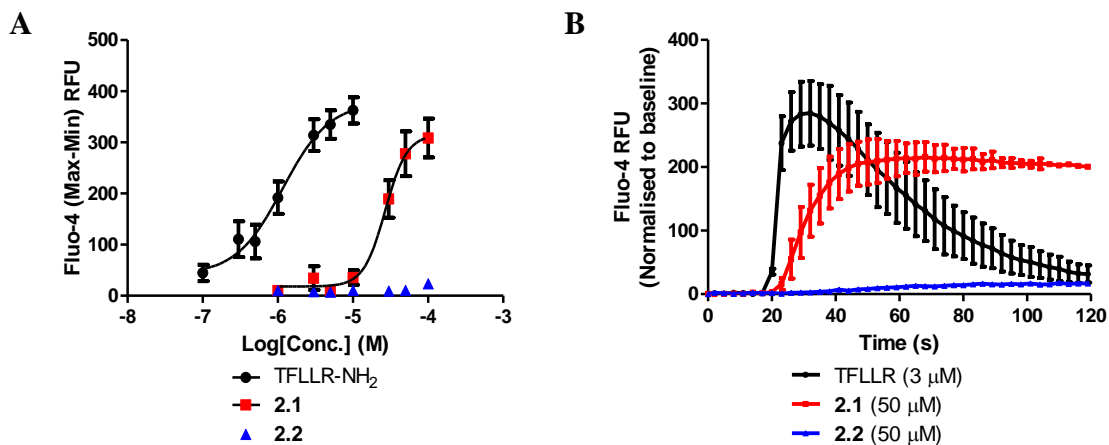 A
500
400
300
200
100
0
Fluo-4 (Max-Min) RFU
-8 -7 -6 -5 -4 -3
Log[Conc.] (M)
TFLLR-NH₂
2.1
2.2
B
400
300
200
100
0
Fluo-4 RFU
(Normalised to baseline)
0 20 40 60 80 100 120
Time (s)
TFLLR (3 μM)
2.1 (50 μM)
2.2 (50 μM)